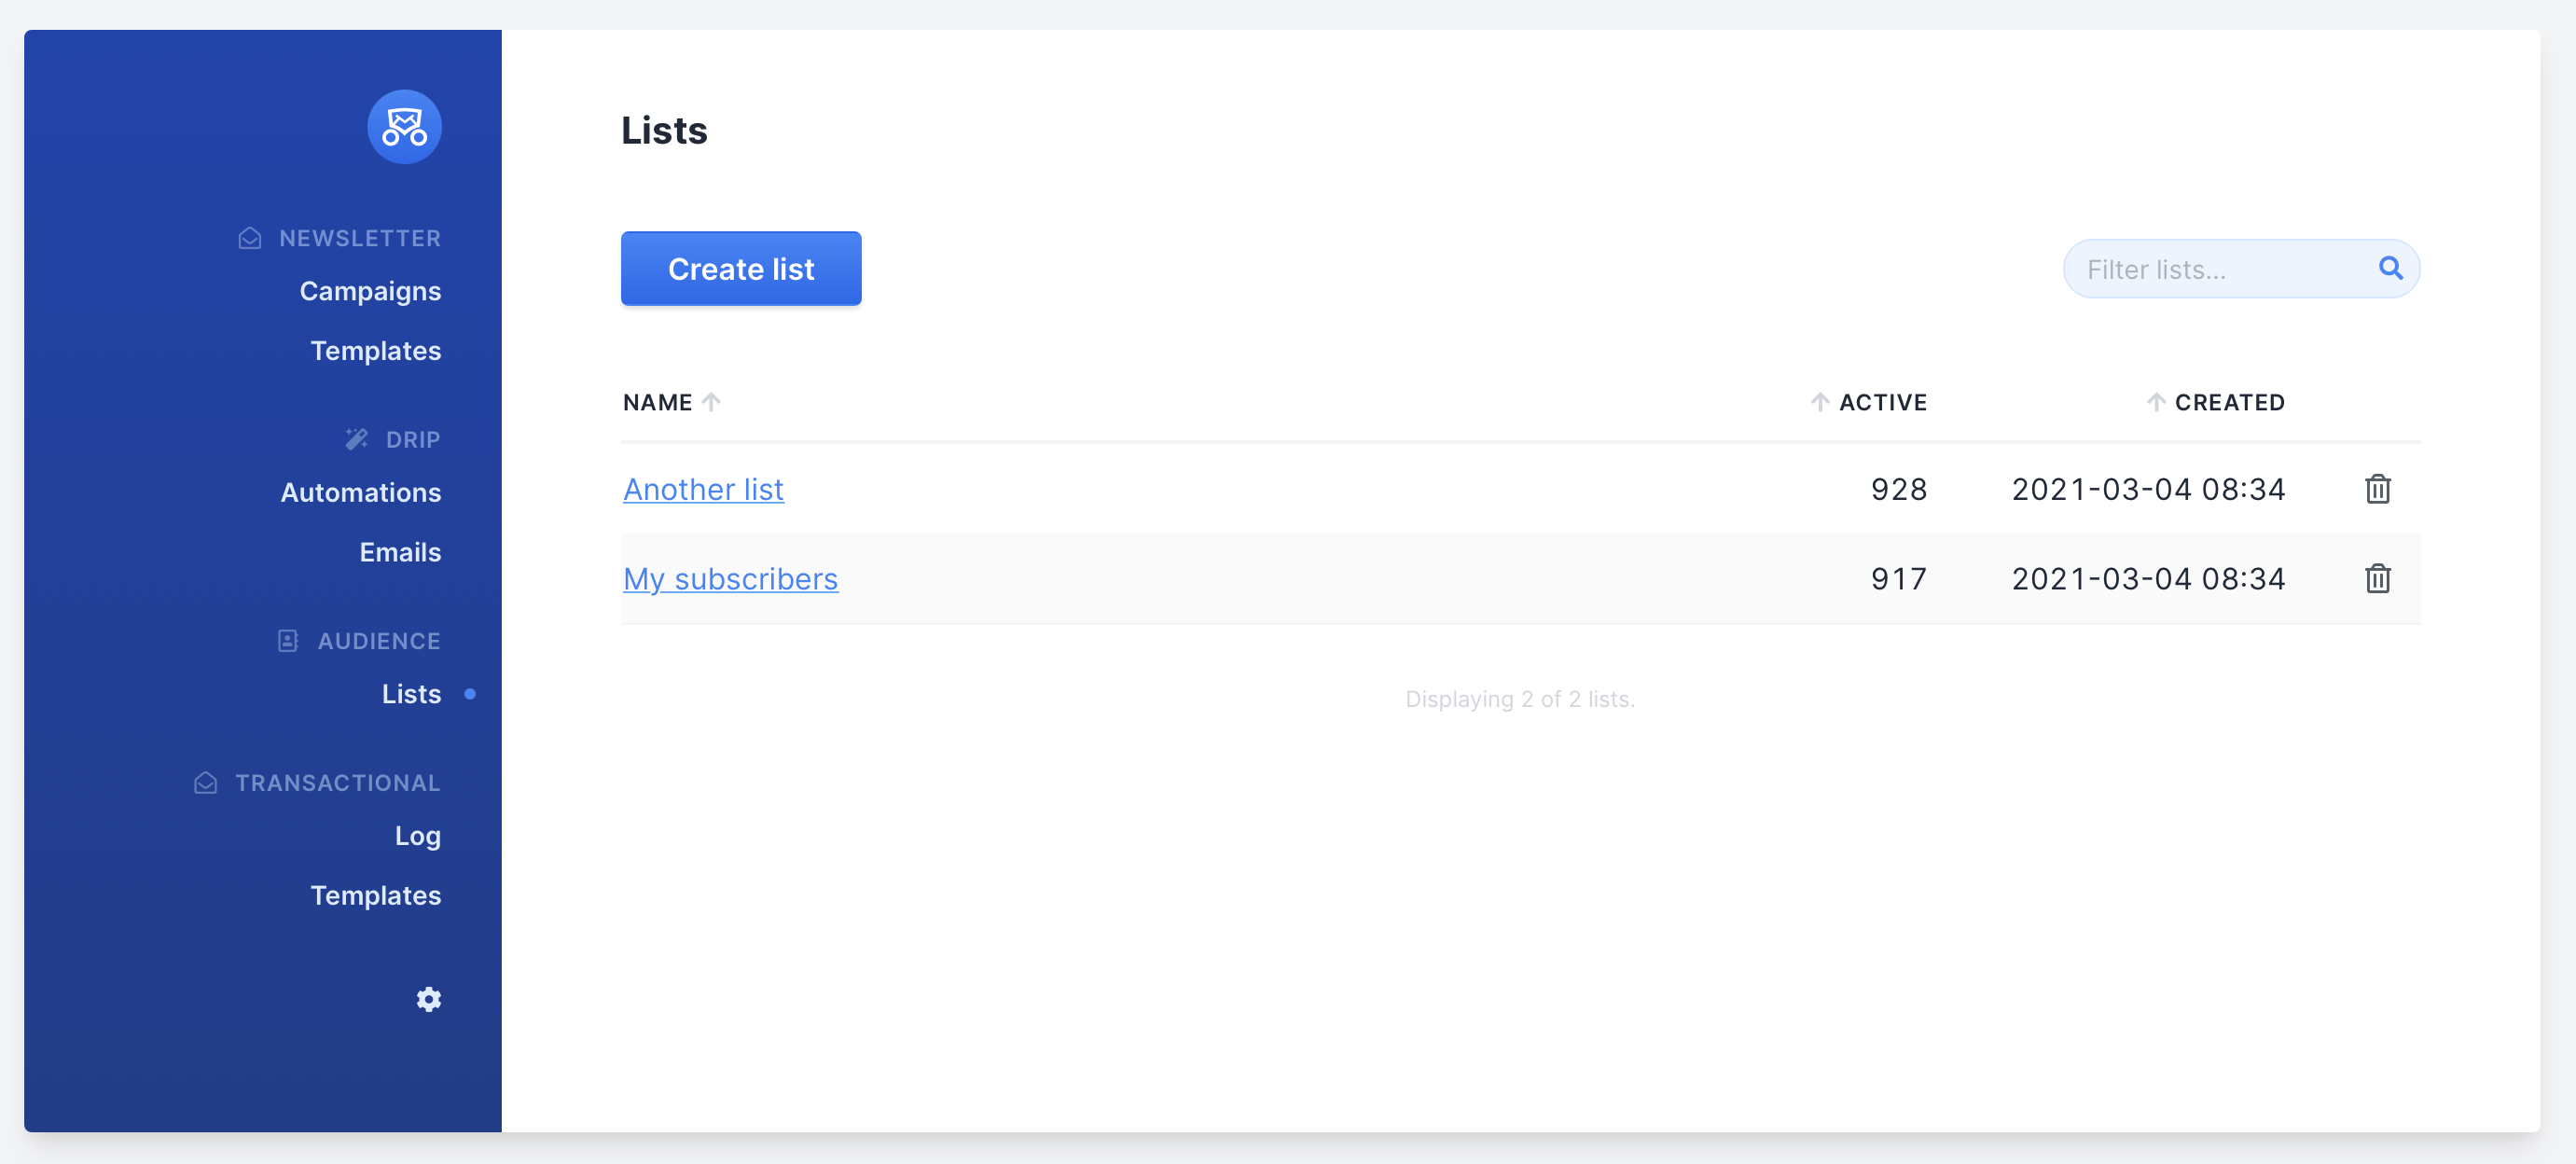 NEWSLETTER
Campaigns
Templates
DRIP
Automations
Emails
AUDIENCE
Lists
TRANSACTIONAL
Log
Templates
Lists
Create list
Filter lists...
NAME ACTIVE CREATED
Another list 928 2021-03-04 08:34
My subscribers 917 2021-03-04 08:34
Displaying 2 of 2 lists.